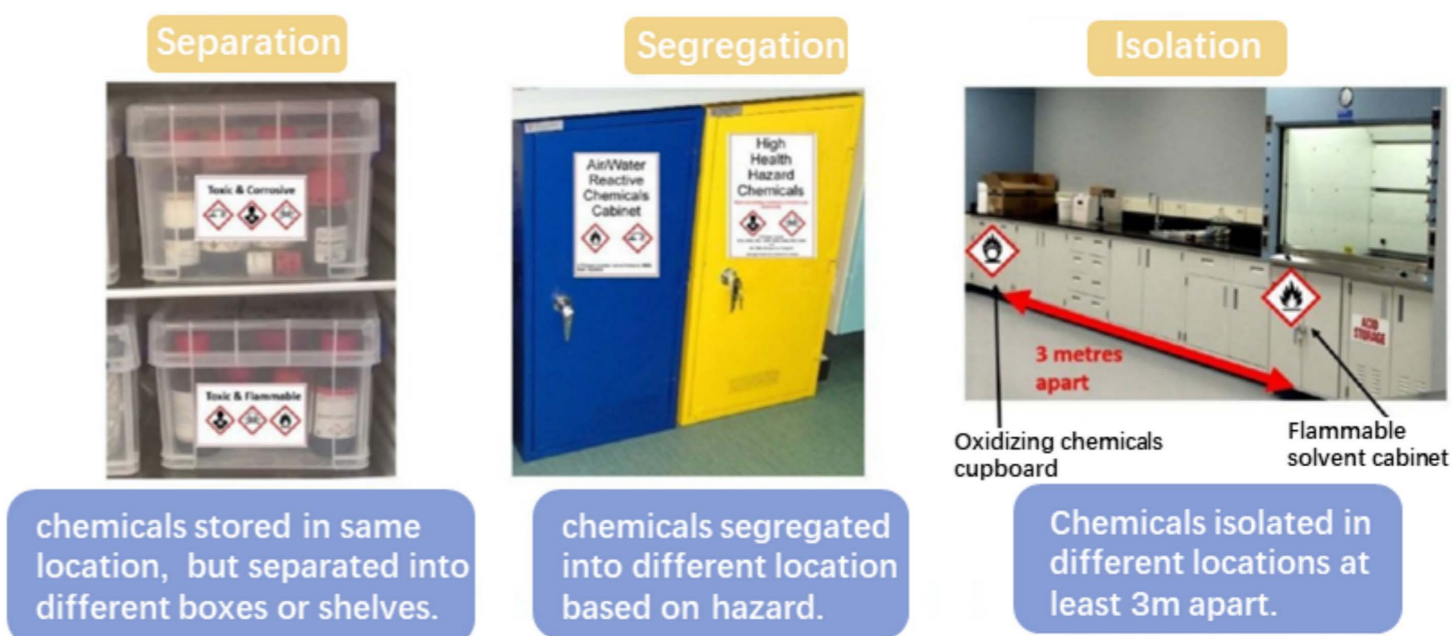 Separation
Segregation
Isolation
Toxic & Corrosive
Toxic & Flammable
Air/Water
Reactive
Chemicals
Cabinet
High
Health
Hazard
Chemicals
ACID
STORAGE
3 metres
apart
Oxidizing chemicals
cupboard
Flammable
solvent cabinet
chemicals stored in same
location, but separated into
different boxes or shelves.
chemicals segregated
into different location
based on hazard.
Chemicals isolated in
different locations at
least 3m apart.